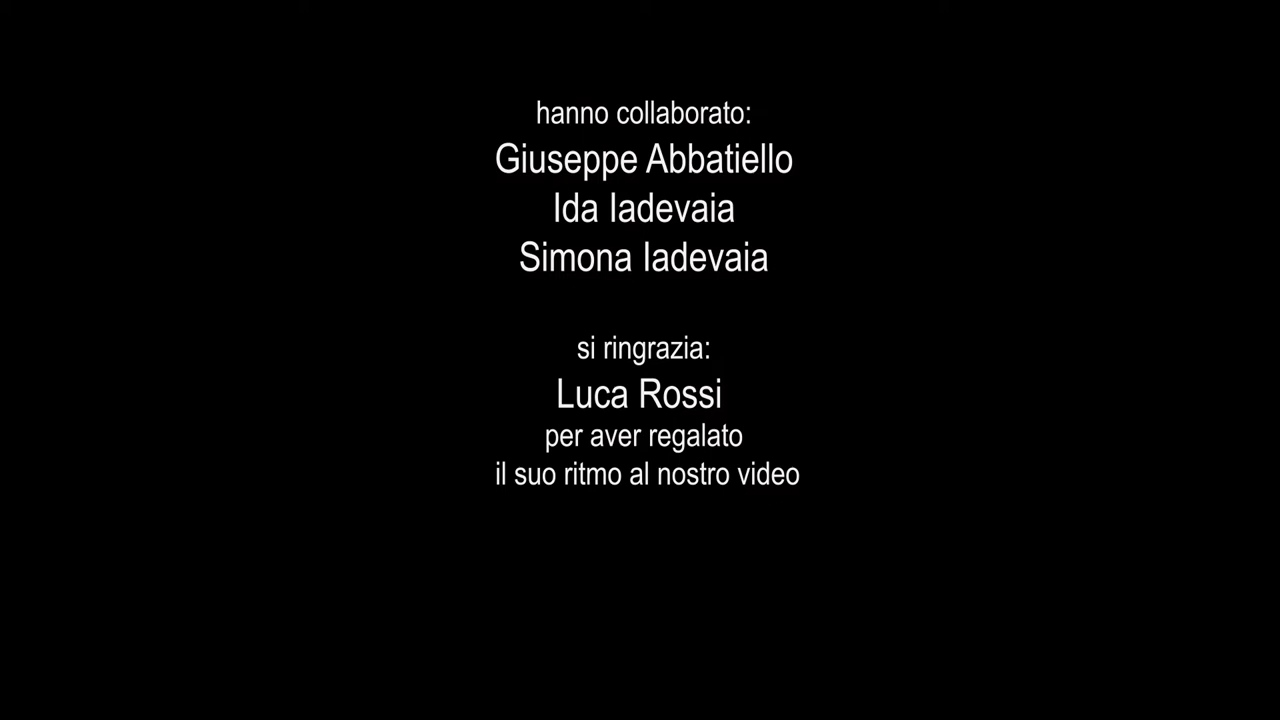 hanno collaborato:
Giuseppe Abbatiello
Ida Iadevaia
Simona Iadevaia
si ringrazia:
Luca Rossi
per aver regalato
il suo ritmo al nostro video